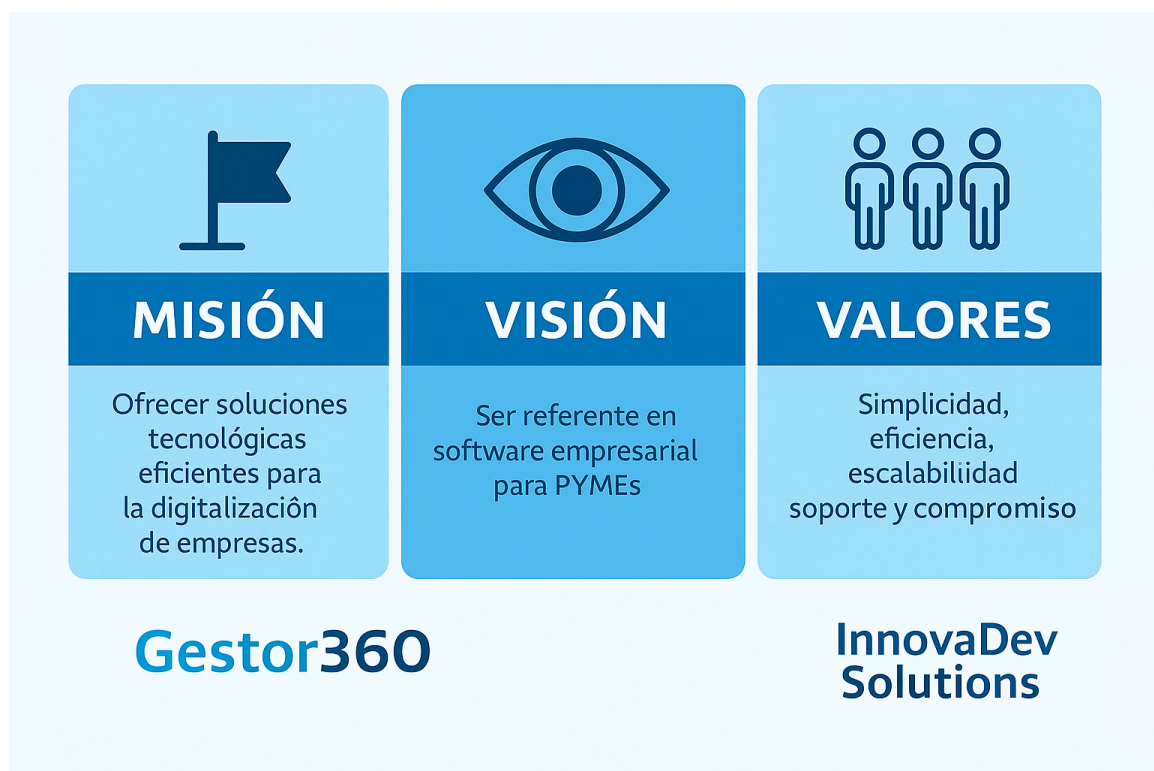 MISIÓN
Ofrecer soluciones
tecnológicas
eficientes para
la digitalizaciôn
de empresas.
VISIÓN
Ser referente en
software empresarial
para PYMEs
VALORES
Simplicidad,
eficiencia,
escalabiliidad
soporte y compromiso
Gestor360
InnovaDev
Solutions